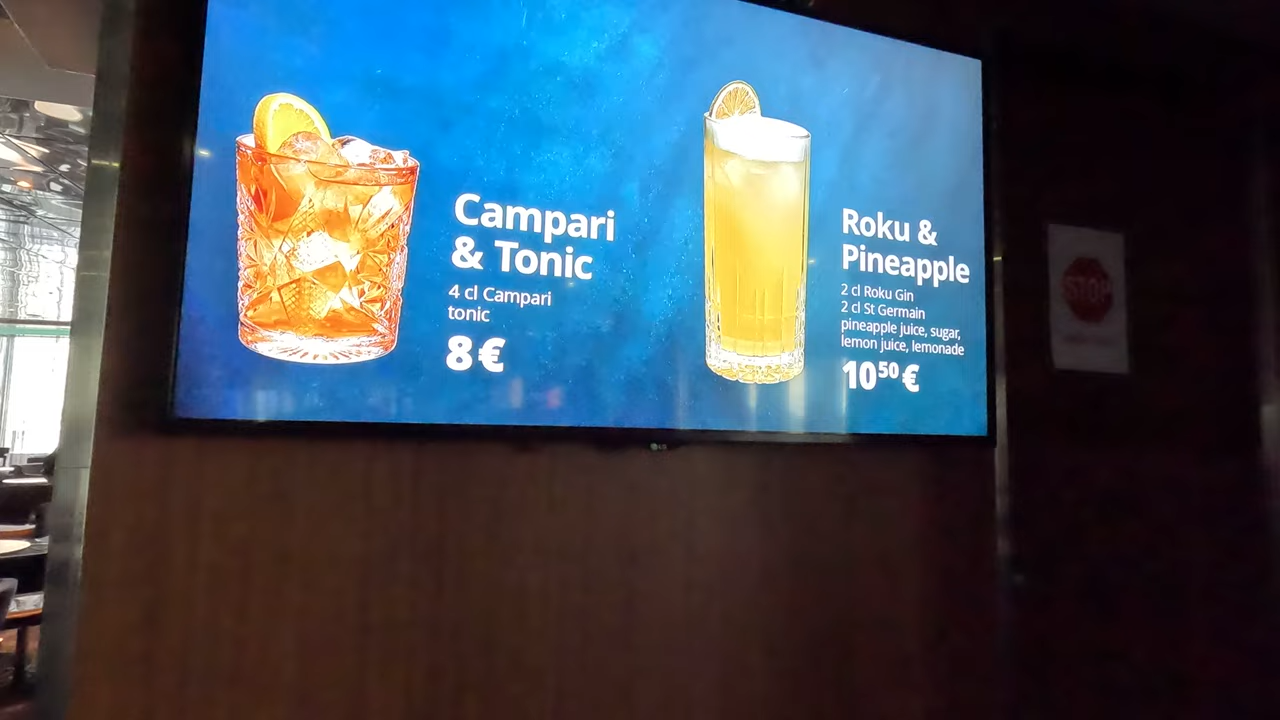 Campari
& Tonic
4 cl Campari
tonic
8 €
Roku &
Pineapple
2 cl Roku Gin
2 cl St Germain
pineapple juice, sugar,
lemon juice, lemonade
10⁵⁰ €
LG
STOP